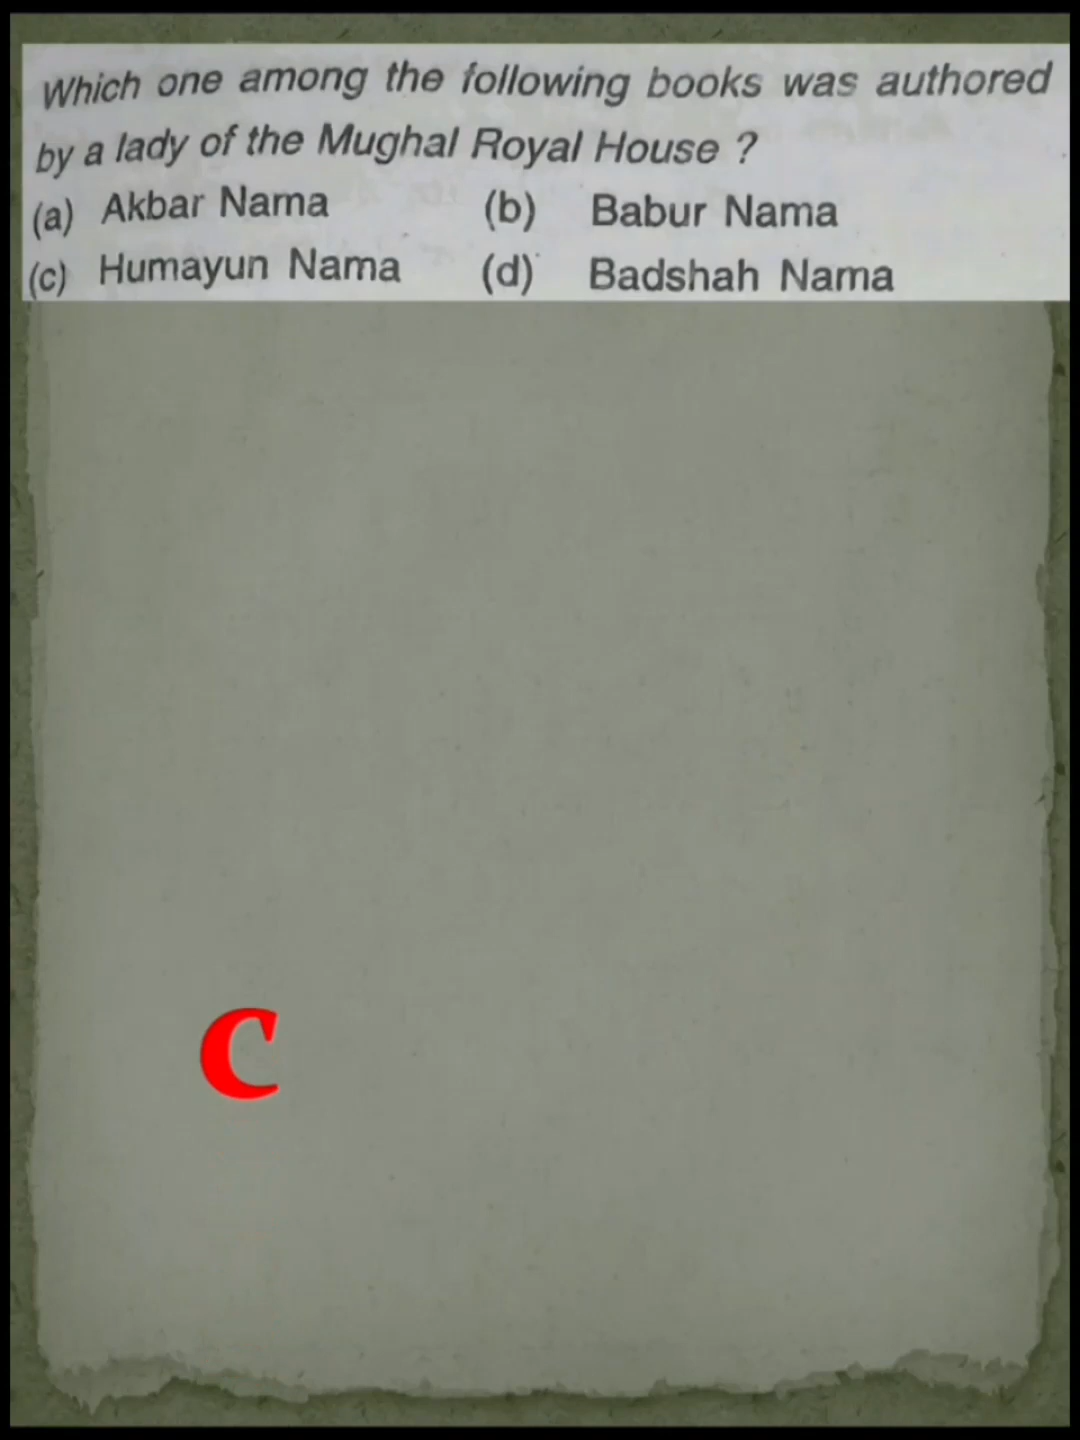 Which one among the following books was authored
by a lady of the Mughal Royal House ?
(a) Akbar Nama (b) Babur Nama
(c) Humayun Nama (d) Badshah Nama
C